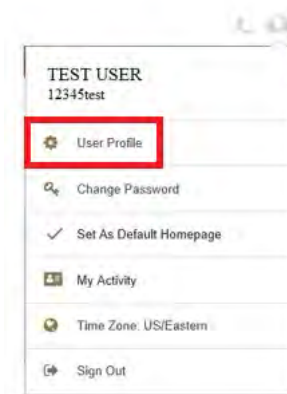 TEST USER
12345test
User Profile
Change Password
Set As Default Homepage
My Activity
Time Zone: US/Eastern
Sign Out